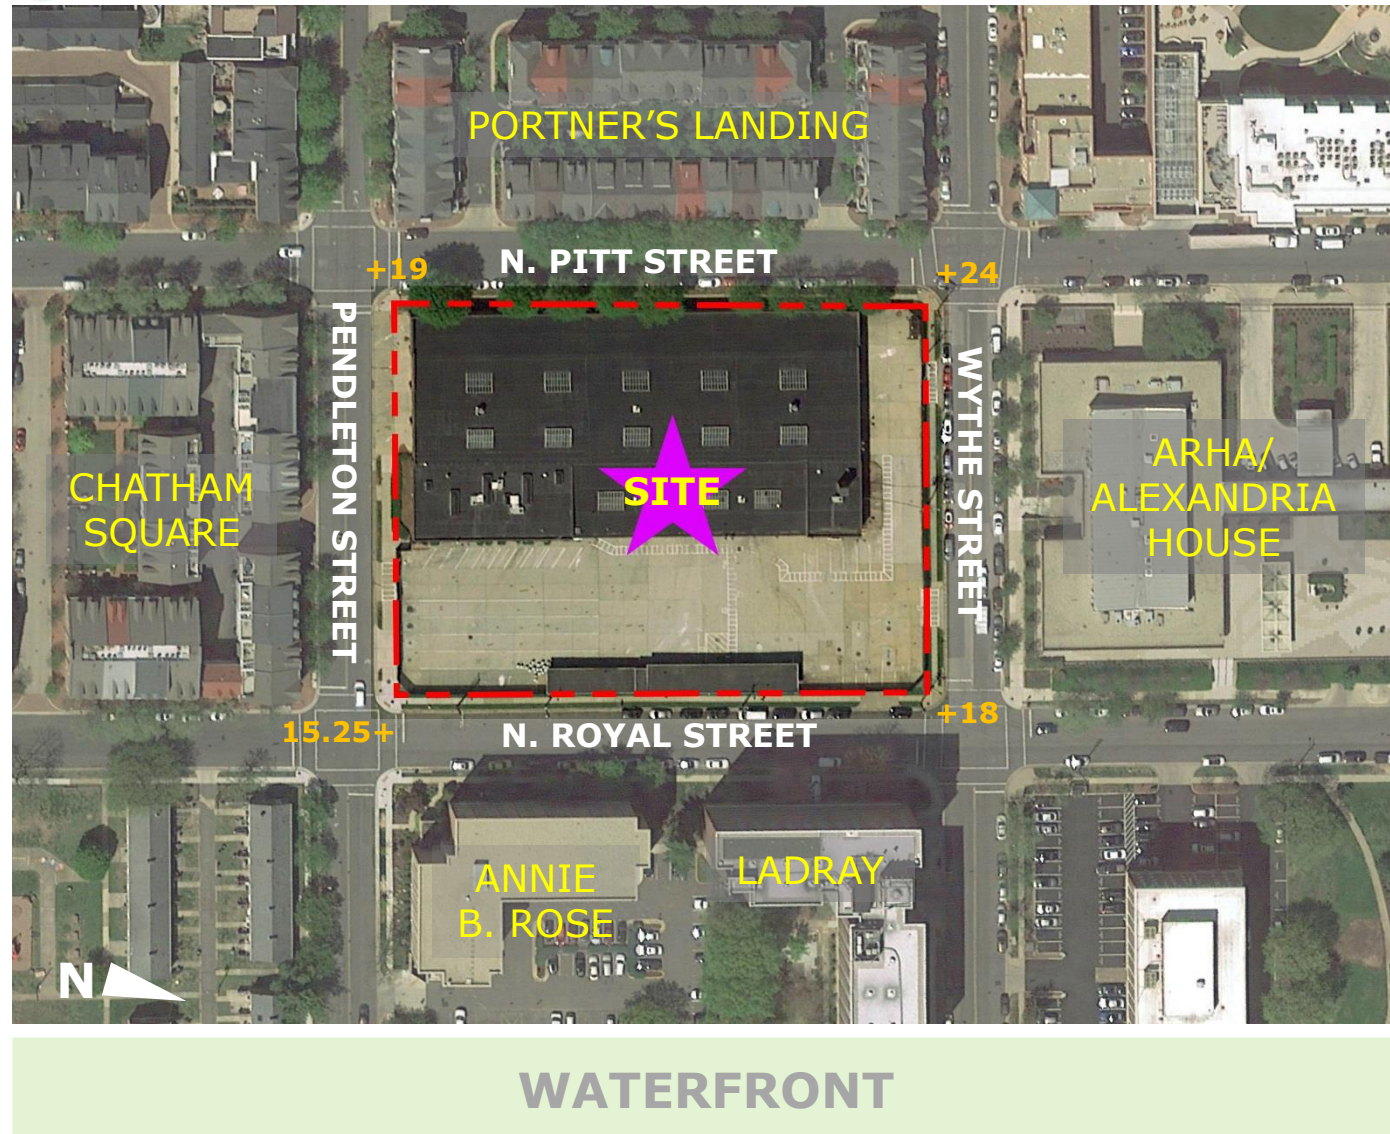 PORTNER'S LANDING
+19
N. PITT STREET
+24
PENDLETON STREET
WYTHE STREET
CHATHAM
SQUARE
SITE
ARHA/
ALEXANDRIA
HOUSE
15.25+
N. ROYAL STREET
+18
ANNIE
B. ROSE
LADRAY
N
WATERFRONT